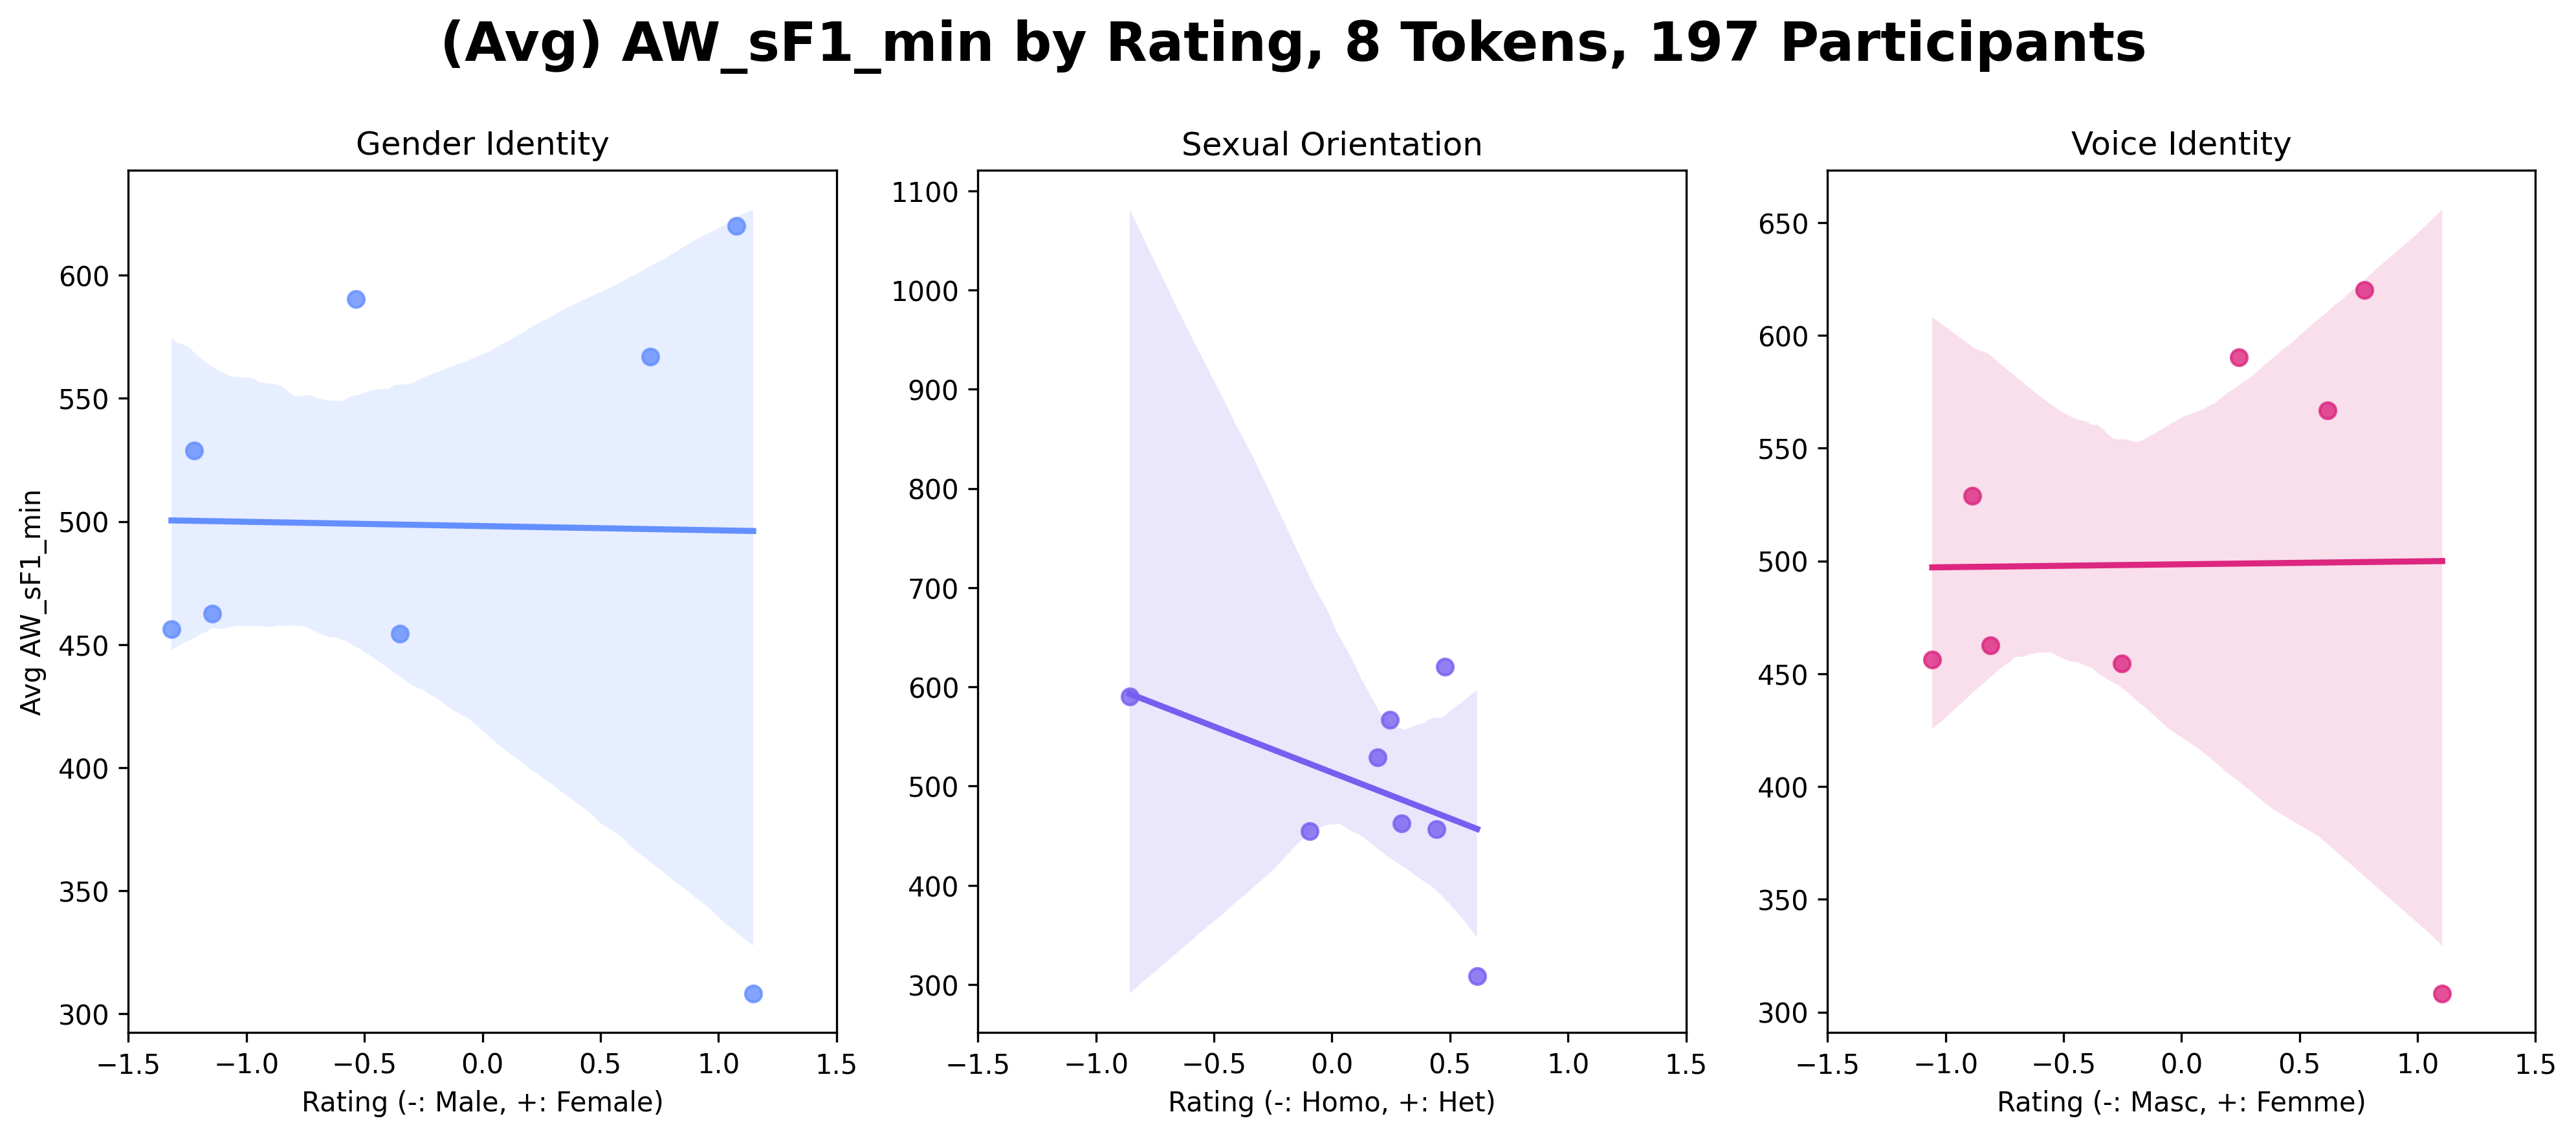 (Avg) AW_sF1_min by Rating, 8 Tokens, 197 Participants
Gender Identity
Avg AW_sF1_min
600
550
500
450
400
350
300
−1.5 −1.0 −0.5 0.0 0.5 1.0 1.5
Rating (-: Male, +: Female)
Sexual Orientation
1100
1000
900
800
700
600
500
400
300
−1.5 −1.0 −0.5 0.0 0.5 1.0 1.5
Rating (-: Homo, +: Het)
Voice Identity
650
600
550
500
450
400
350
300
−1.5 −1.0 −0.5 0.0 0.5 1.0 1.5
Rating (-: Masc, +: Femme)